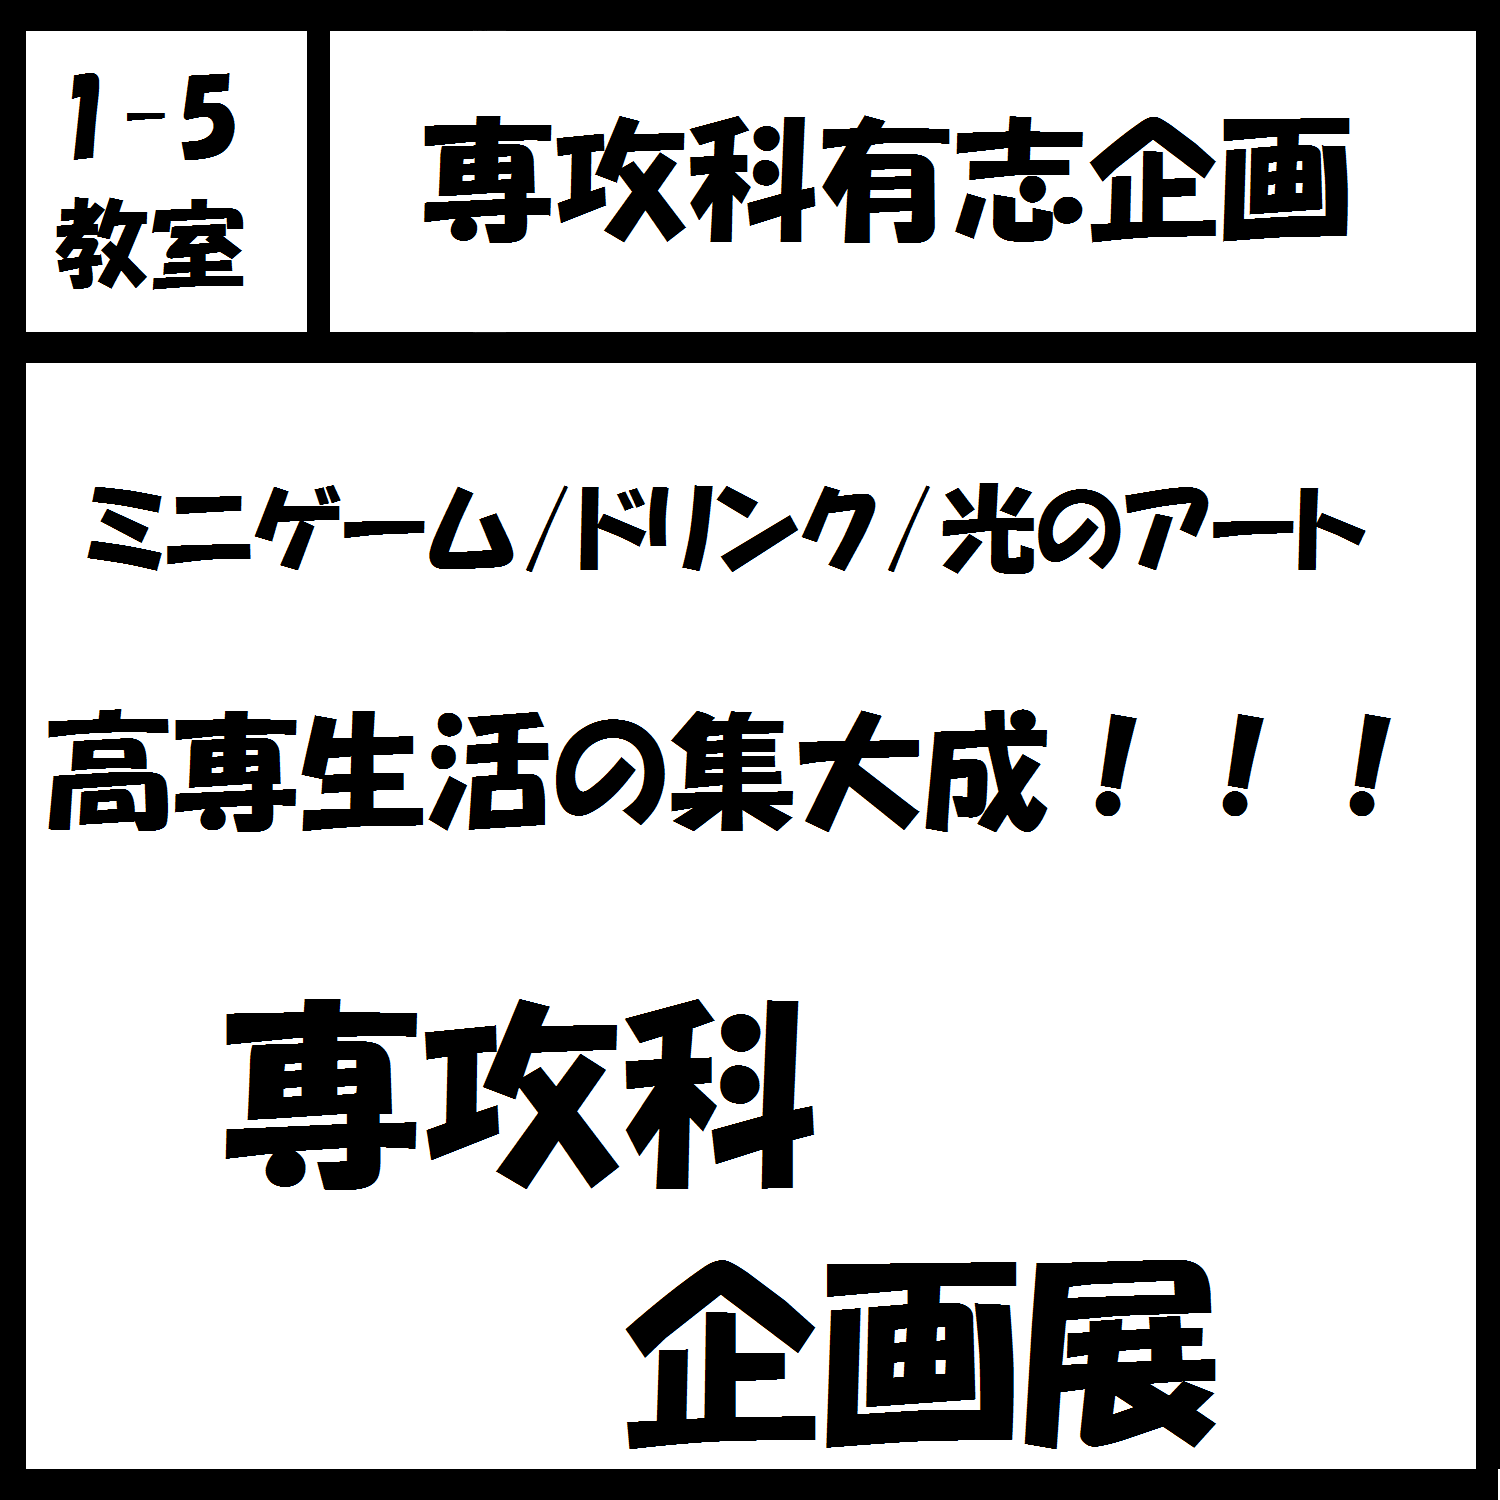 1-5
教室
専攻科有志企画
ミニゲーム/ドリンク/光のアート
高専生活の集大成！！！
専攻科
企画展